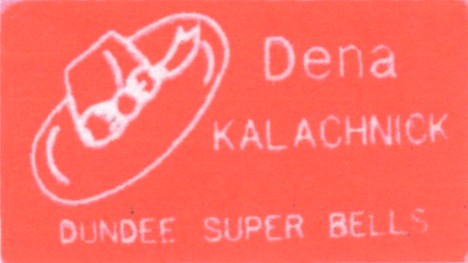 Dena
KALACHNICK
DUNDEE SUPER BELLS